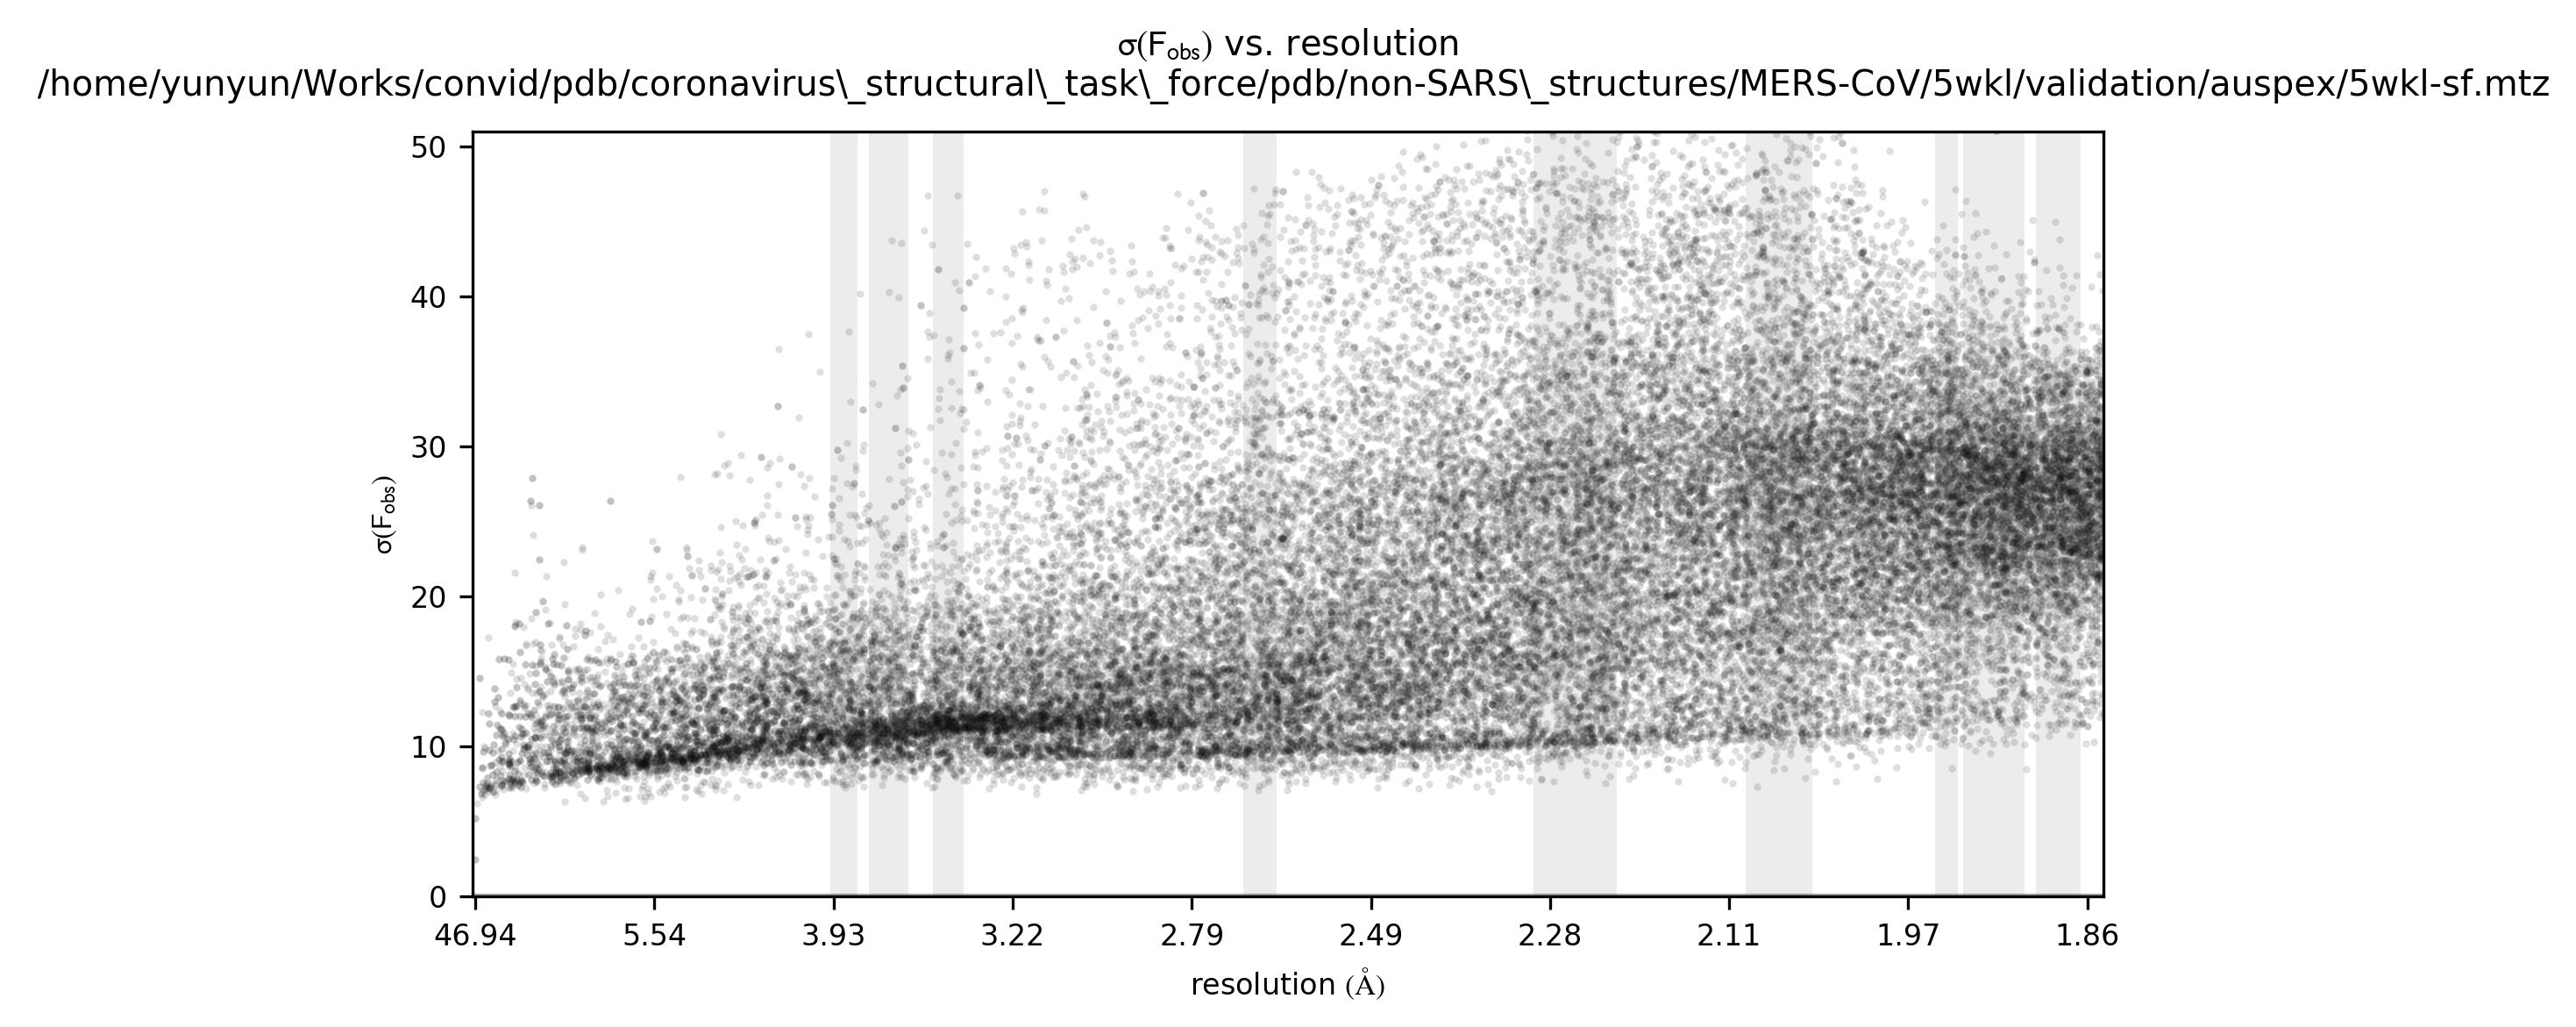 σ(Fobs) vs. resolution
/home/yunyun/Works/convid/pdb/coronavirus\_structural\_task\_force/pdb/non-SARS\_structures/MERS-CoV/5wkl/validation/auspex/5wkl-sf.mtz
50
40
30
20
10
0
σ(Fobs)
46.94 5.54 3.93 3.22 2.79 2.49 2.28 2.11 1.97 1.86
resolution (Å)